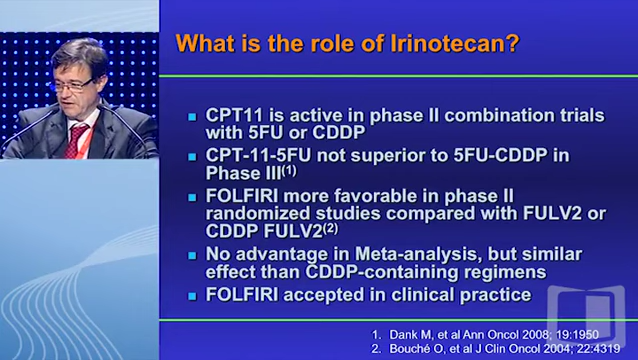 What is the role of Irinotecan?
CPT11 is active in phase II combination trials
with 5FU or CDDP
CPT-11-5FU not superior to 5FU-CDDP in
Phase III(1)
FOLFIRI more favorable in phase II
randomized studies compared with FULV2 or
CDDP FULV2(2)
No advantage in Meta-analysis, but similar
effect than CDDP-containing regimens
FOLFIRI accepted in clinical practice
1. Dank M, et al Ann Oncol 2008; 19:1950
2. Bouché O, et al J Clin Oncol 2004; 22:4319